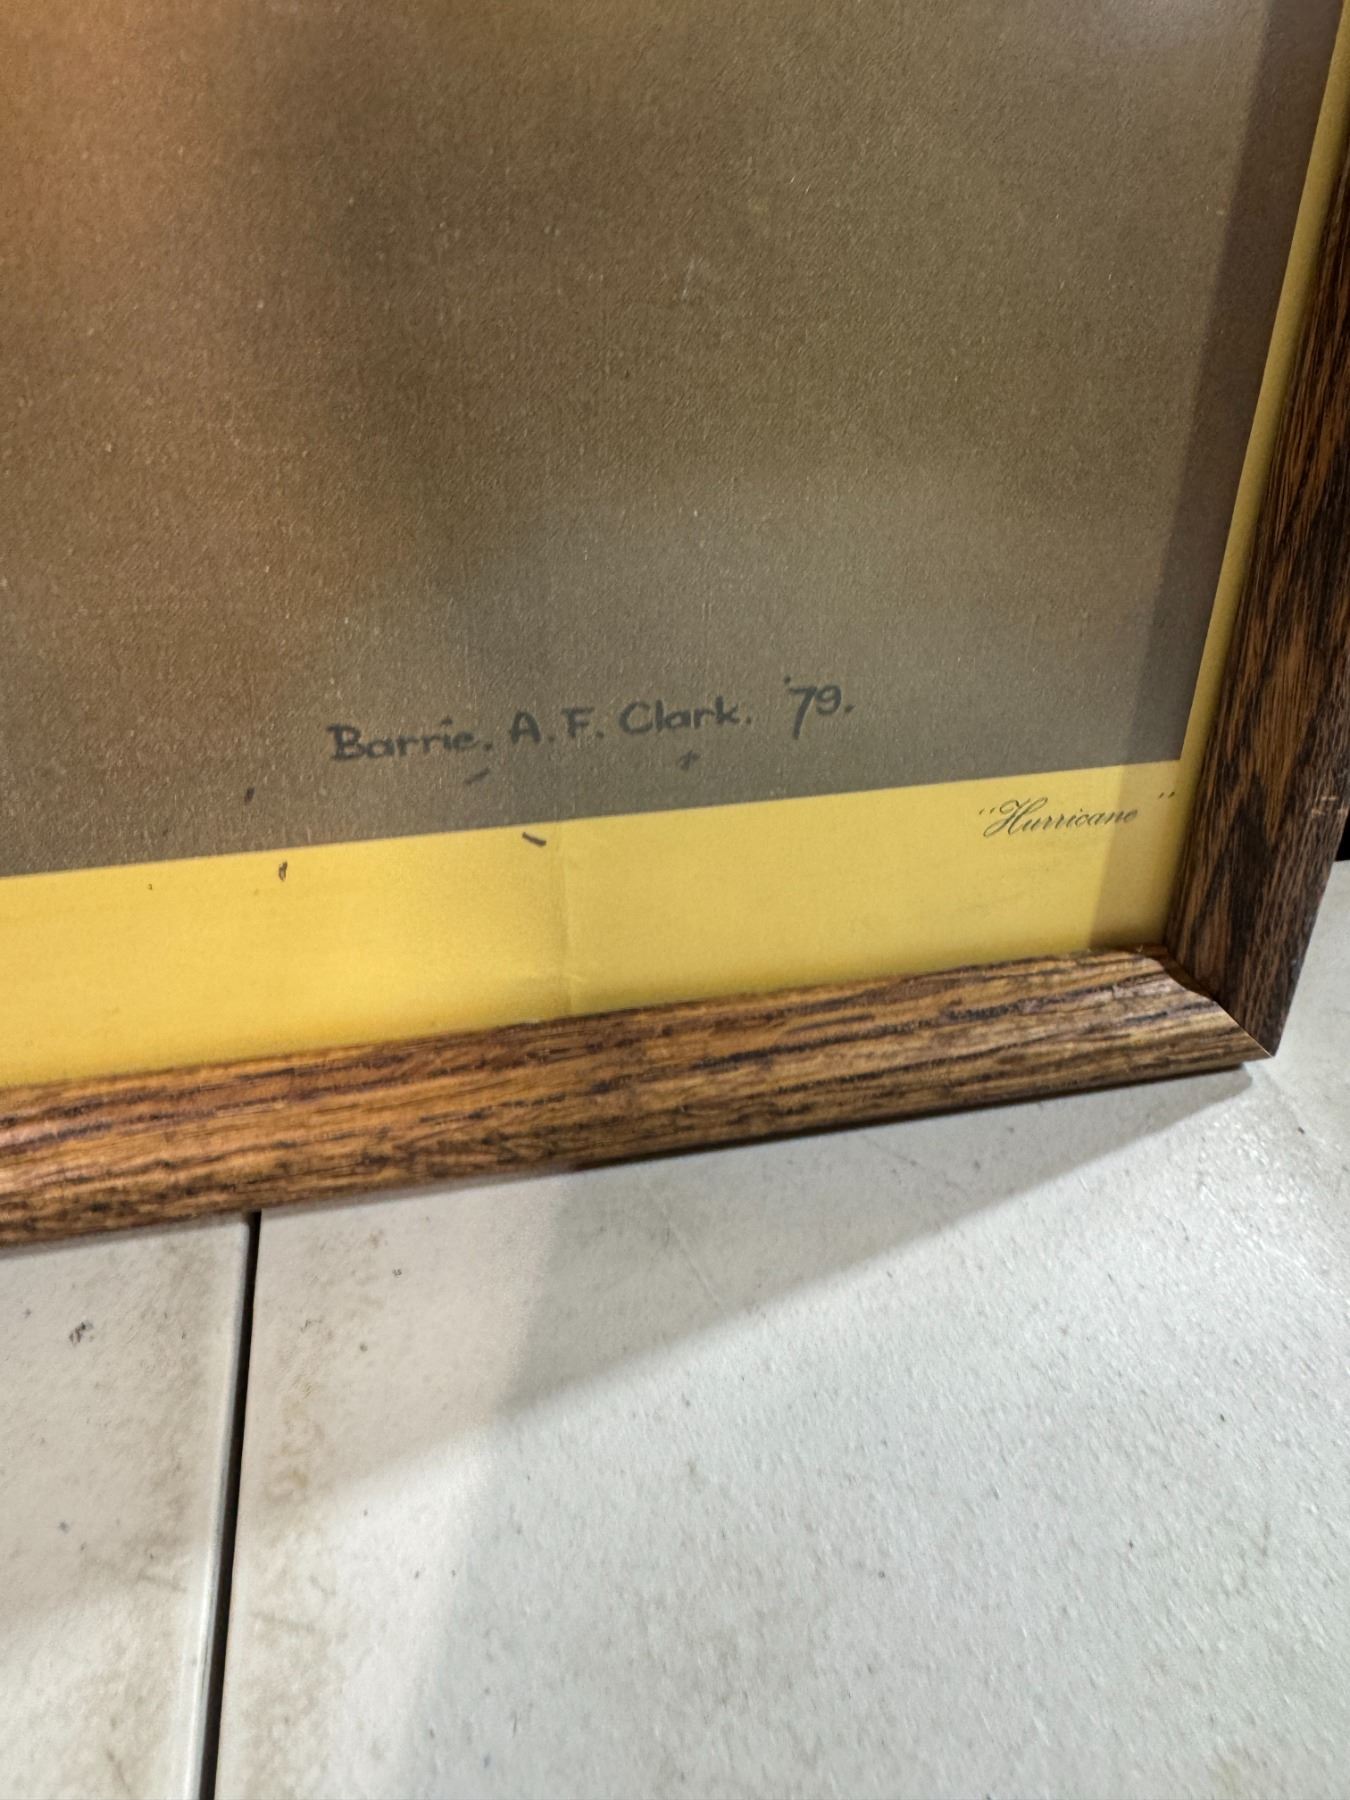 Barrie. A. F. Clark. '79.
"Hurricane"